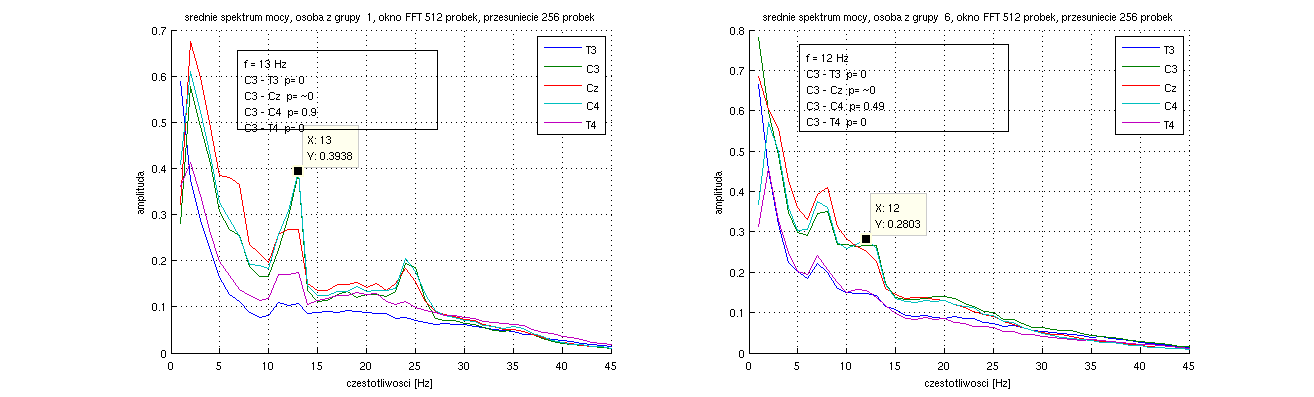 srednie spektrum mocy, osoba z grupy 1, okno FFT 512 probek, przesuniecie 256 probek
0.7
0.6
0.5
0.4
0.3
0.2
0.1
0
amplituda
f = 13 Hz
C3 - T3 p= 0
C3 - Cz p= ~0
C3 - C4 p= 0.9
C3 - T4 p= 0
X: 13
Y: 0.3938
T3
C3
Cz
C4
T4
0 5 10 15 20 25 30 35 40 45
czestotliwosci [Hz]
srednie spektrum mocy, osoba z grupy 6, okno FFT 512 probek, przesuniecie 256 probek
0.8
0.7
0.6
0.5
0.4
0.3
0.2
0.1
0
amplituda
f = 12 Hz
C3 - T3 p= 0
C3 - Cz p= ~0
C3 - C4 p= 0.49
C3 - T4 p= 0
X: 12
Y: 0.2803
T3
C3
Cz
C4
T4
0 5 10 15 20 25 30 35 40 45
czestotliwosci [Hz]